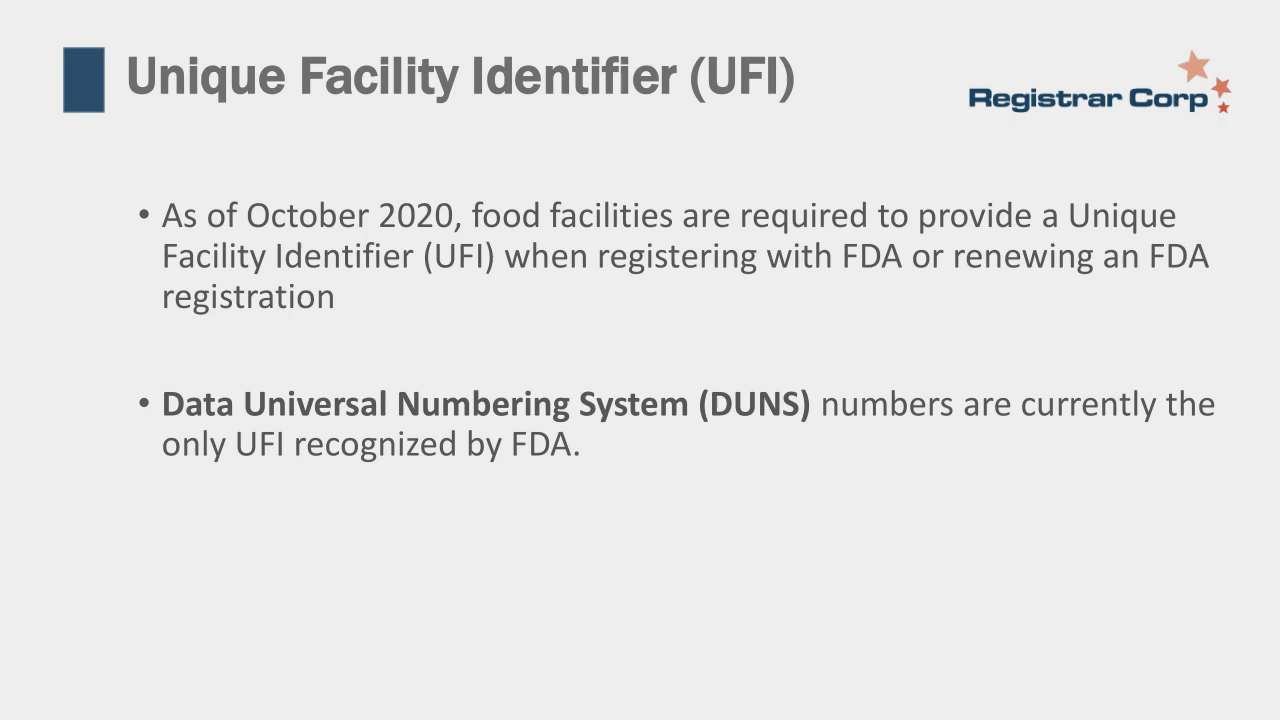 Unique Facility Identifier (UFI)
Registrar Corp
• As of October 2020, food facilities are required to provide a Unique
Facility Identifier (UFI) when registering with FDA or renewing an FDA
registration
• Data Universal Numbering System (DUNS) numbers are currently the
only UFI recognized by FDA.